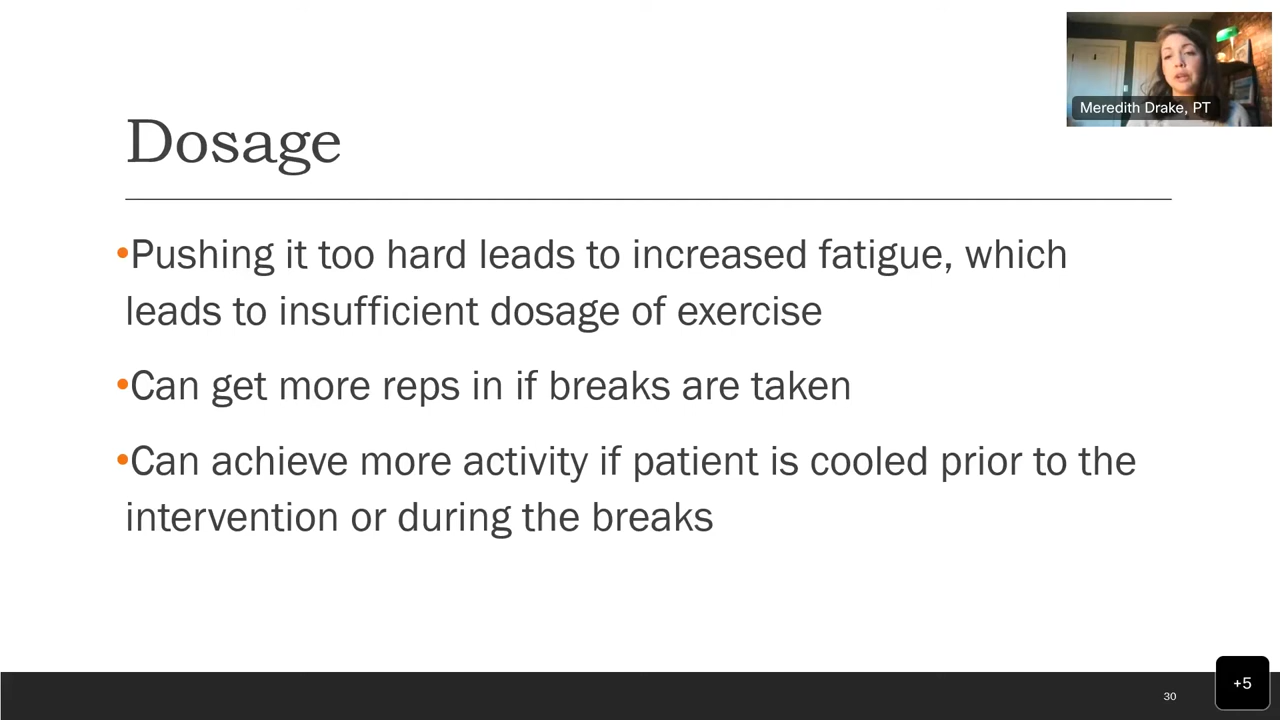 Meredith Drake, PT
Dosage
•Pushing it too hard leads to increased fatigue, which
leads to insufficient dosage of exercise
•Can get more reps in if breaks are taken
•Can achieve more activity if patient is cooled prior to the
intervention or during the breaks
30
+5